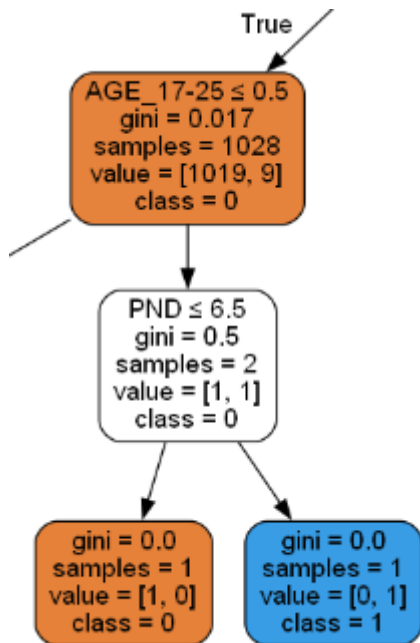 True
AGE_17-25 ≤ 0.5
gini = 0.017
samples = 1028
value = [1019, 9]
class = 0
PND ≤ 6.5
gini = 0.5
samples = 2
value = [1, 1]
class = 0
gini = 0.0
samples = 1
value = [1, 0]
class = 0
gini = 0.0
samples = 1
value = [0, 1]
class = 1